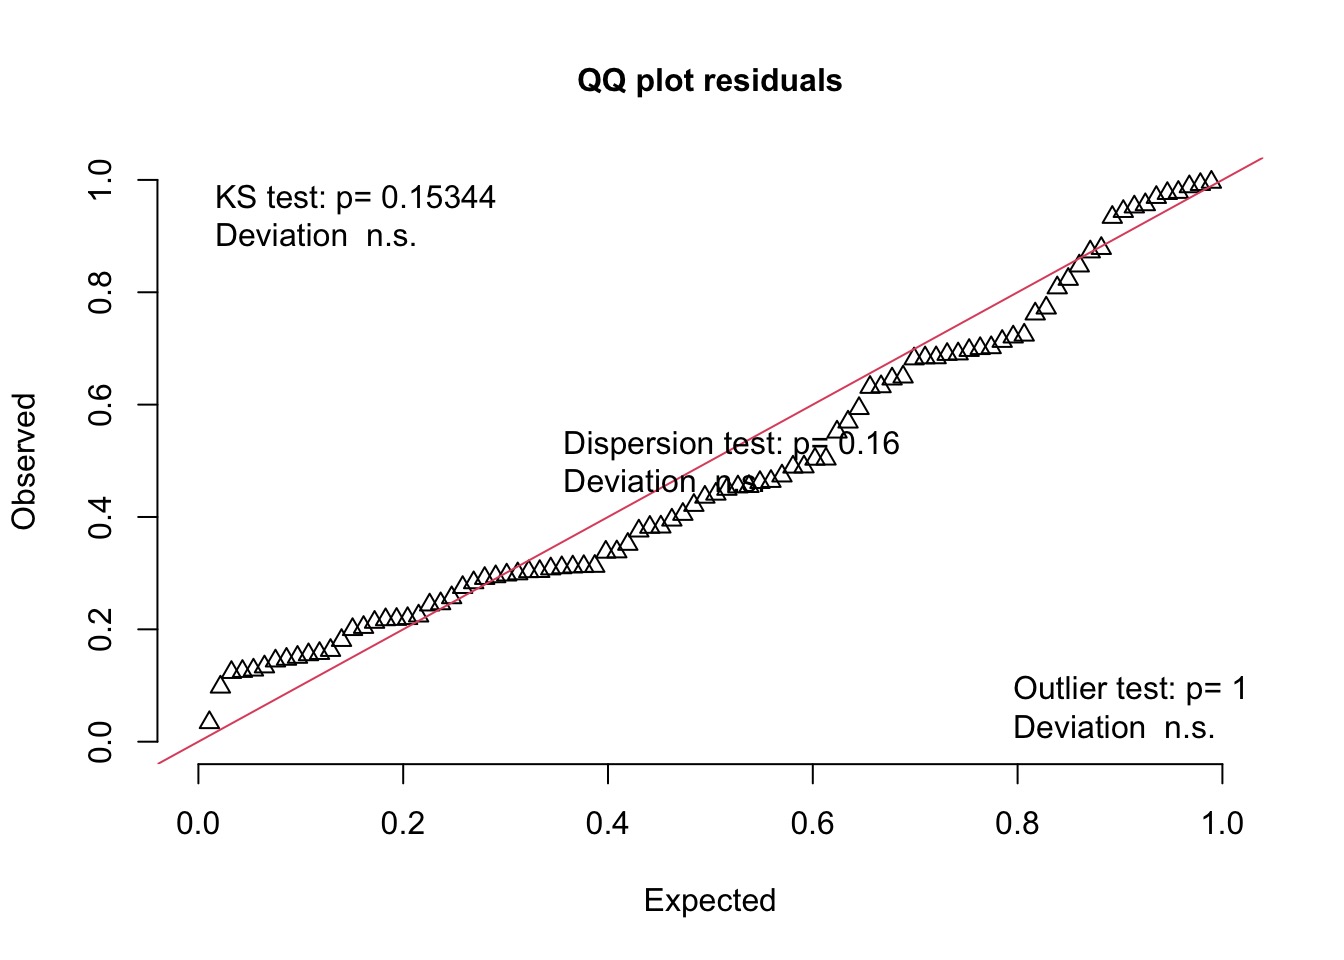 QQ plot residuals
KS test: p= 0.15344
Deviation  n.s.
Dispersion test: p= 0.16
Deviation  n.s.
Outlier test: p= 1
Deviation  n.s.
Observed
0.0
0.2
0.4
0.6
0.8
1.0
0.0
0.2
0.4
0.6
0.8
1.0
Expected